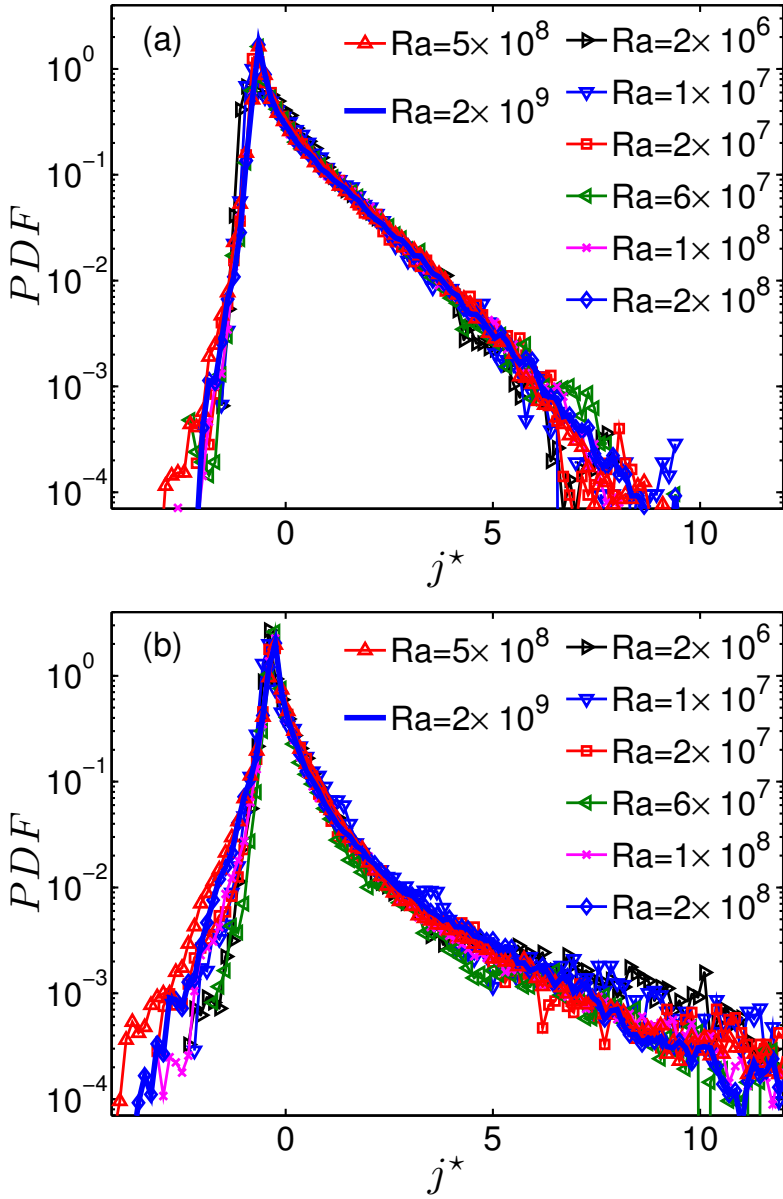 (a)
Ra=5× 10^8
Ra=2× 10^9
Ra=2× 10^6
Ra=1× 10^7
Ra=2× 10^7
Ra=6× 10^7
Ra=1× 10^8
Ra=2× 10^8
10^0
10^-1
10^-2
10^-3
10^-4
PDF
0 5 10
j*
(b)
Ra=5× 10^8
Ra=2× 10^9
Ra=2× 10^6
Ra=1× 10^7
Ra=2× 10^7
Ra=6× 10^7
Ra=1× 10^8
Ra=2× 10^8
10^0
10^-1
10^-2
10^-3
10^-4
PDF
0 5 10
j*